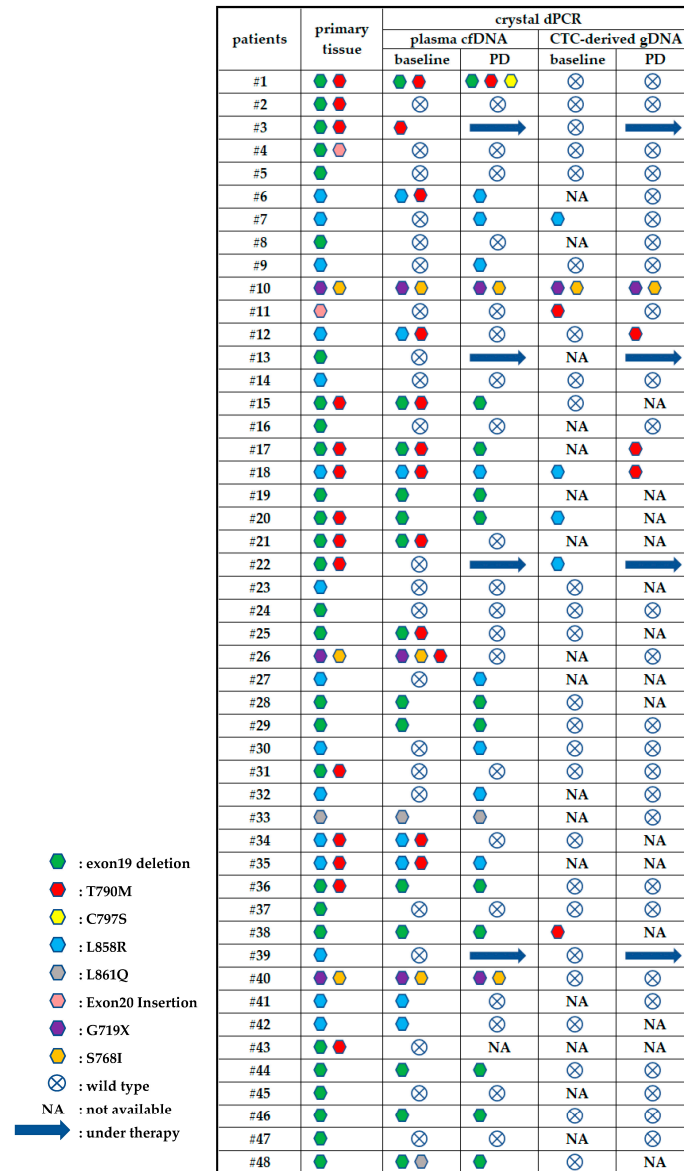 patients primary tissue crystal dPCR
plasma cfDNA CTC-derived gDNA
baseline PD baseline PD
#1
#2
#3
#4
#5
#6 NA
#7
#8 NA
#9
#10
#11
#12
#13 NA
#14
#15 NA
#16 NA
#17 NA
#18
#19 NA NA
#20 NA
#21 NA NA
#22
#23 NA
#24
#25 NA
#26 NA
#27 NA NA
#28 NA
#29
#30
#31
#32 NA
#33 NA
#34 NA
#35 NA NA
#36
#37
#38 NA
#39
#40
#41 NA
#42 NA
#43 NA NA NA
#44
#45 NA
#46
#47 NA
#48 NA
: exon19 deletion
: T790M
: C797S
: L858R
: L861Q
: Exon20 Insertion
: G719X
: S768I
: wild type
NA : not available
: under therapy